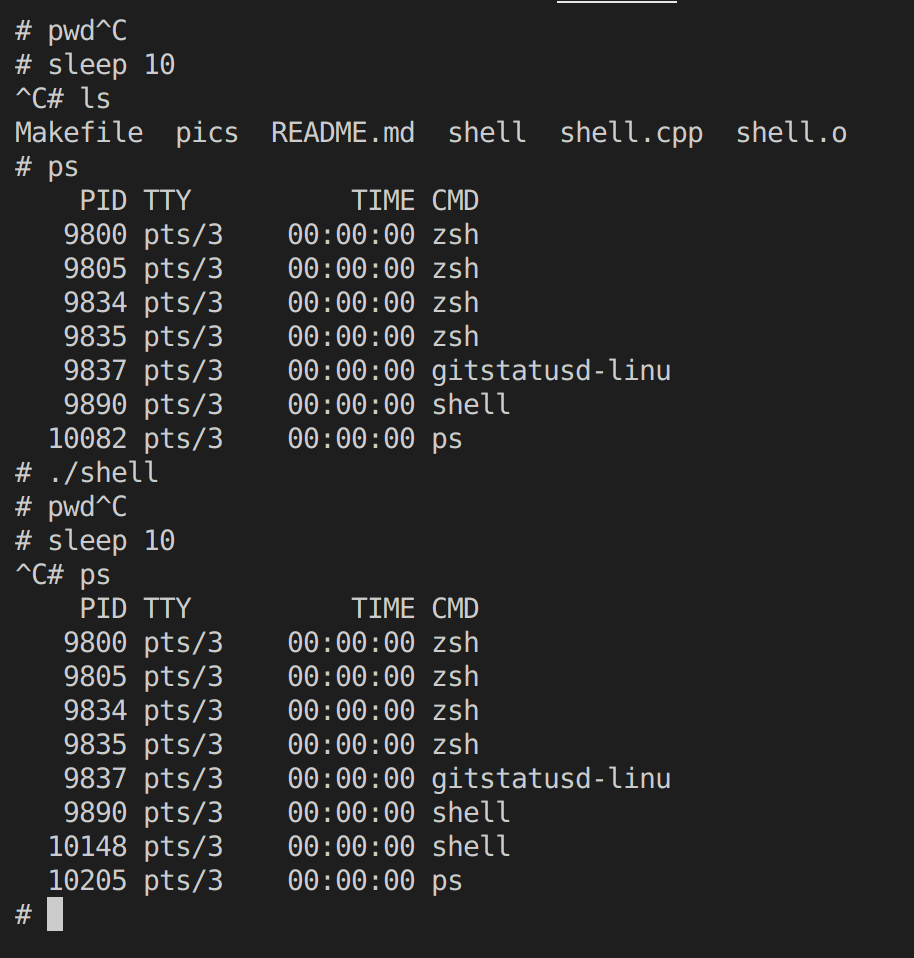 # pwd^C
# sleep 10
^C# ls
Makefile  pics  README.md  shell  shell.cpp  shell.o
# ps
    PID TTY          TIME CMD
   9800 pts/3    00:00:00 zsh
   9805 pts/3    00:00:00 zsh
   9834 pts/3    00:00:00 zsh
   9835 pts/3    00:00:00 zsh
   9837 pts/3    00:00:00 gitstatusd-linu
   9890 pts/3    00:00:00 shell
  10082 pts/3    00:00:00 ps
# ./shell
# pwd^C
# sleep 10
^C# ps
    PID TTY          TIME CMD
   9800 pts/3    00:00:00 zsh
   9805 pts/3    00:00:00 zsh
   9834 pts/3    00:00:00 zsh
   9835 pts/3    00:00:00 zsh
   9837 pts/3    00:00:00 gitstatusd-linu
   9890 pts/3    00:00:00 shell
  10148 pts/3    00:00:00 shell
  10205 pts/3    00:00:00 ps
#